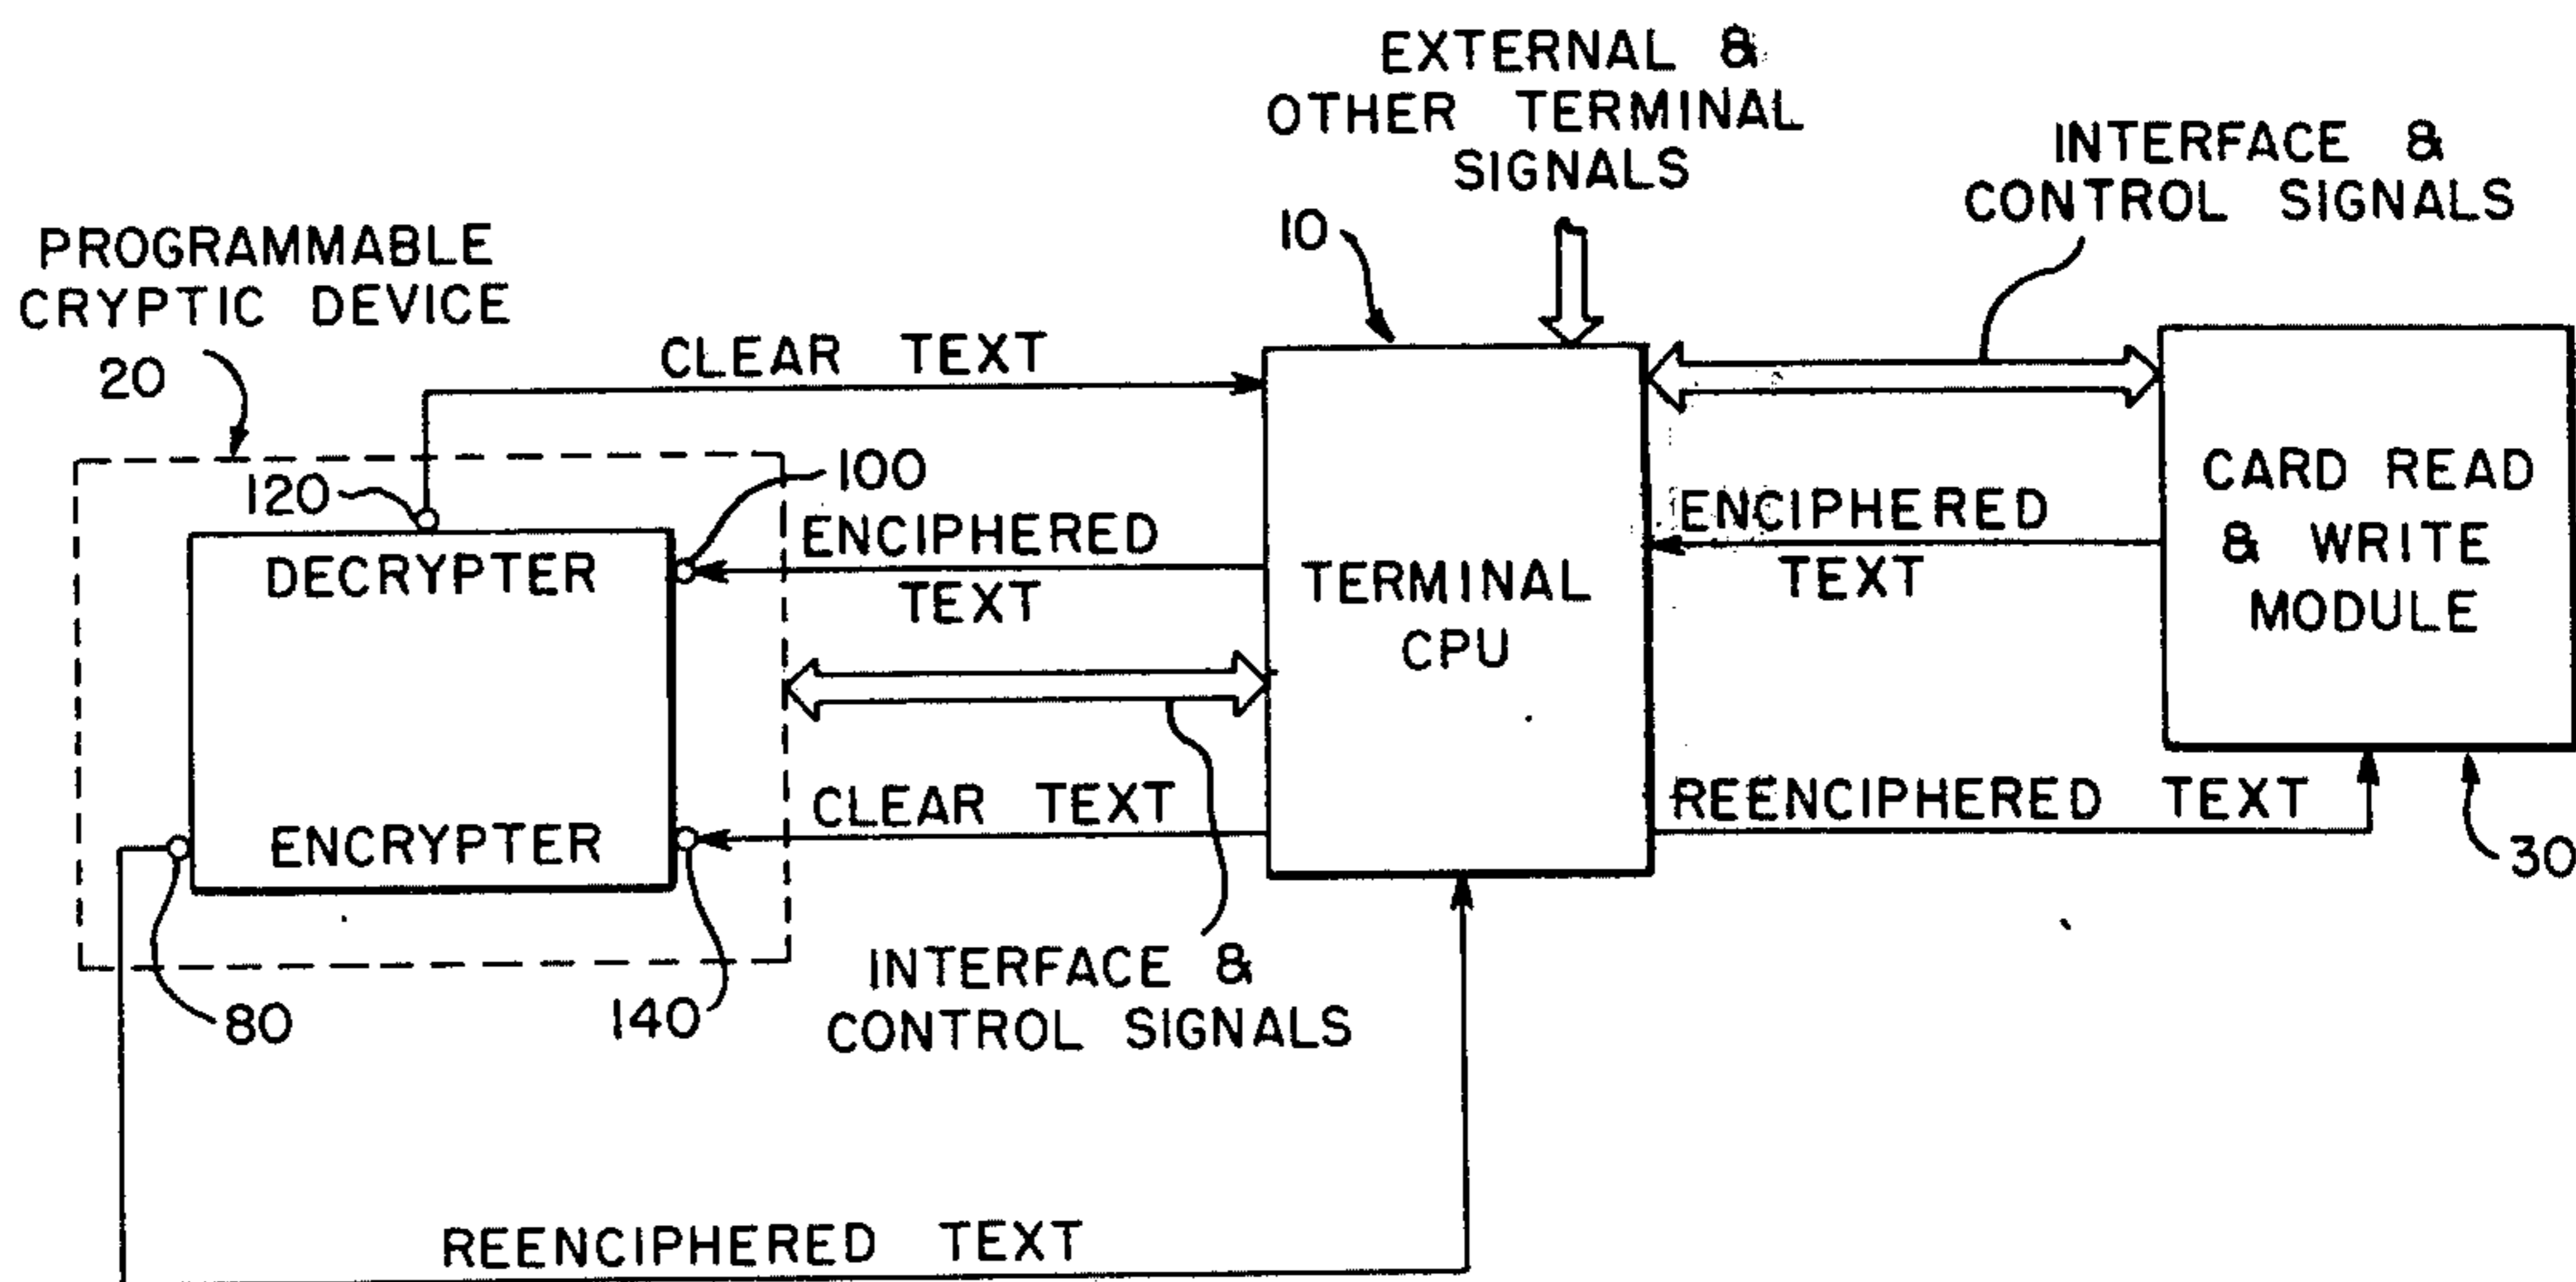 EXTERNAL &
OTHER TERMINAL
SIGNALS
INTERFACE &
CONTROL SIGNALS
10
PROGRAMMABLE
CRYPTIC DEVICE
20
CLEAR TEXT
120
100
ENCIPHERED
TEXT
DECRYPTER
TERMINAL
CPU
ENCIPHERED
TEXT
CARD READ
& WRITE
MODULE
CLEAR TEXT
ENCRYPTER
REENCIPHERED TEXT
30
80
140
INTERFACE &
CONTROL SIGNALS
REENCIPHERED TEXT